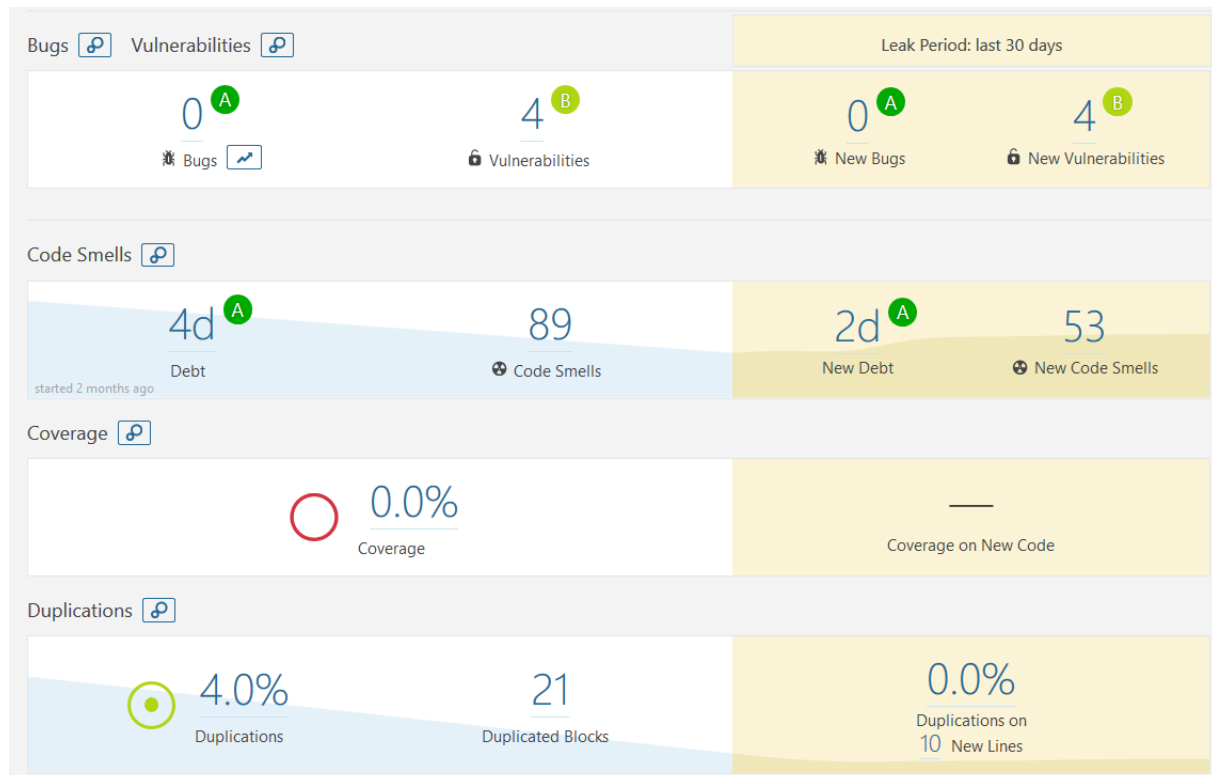 Bugs Vulnerabilities
Leak Period: last 30 days
0 A 4 B 0 A 4 B
Bugs Vulnerabilities New Bugs New Vulnerabilities
Code Smells
4d A 89 2d A 53
Debt Code Smells New Debt New Code Smells
started 2 months ago
Coverage
0.0%
Coverage Coverage on New Code
Duplications
4.0% 21 0.0%
Duplications Duplicated Blocks Duplications on
10 New Lines